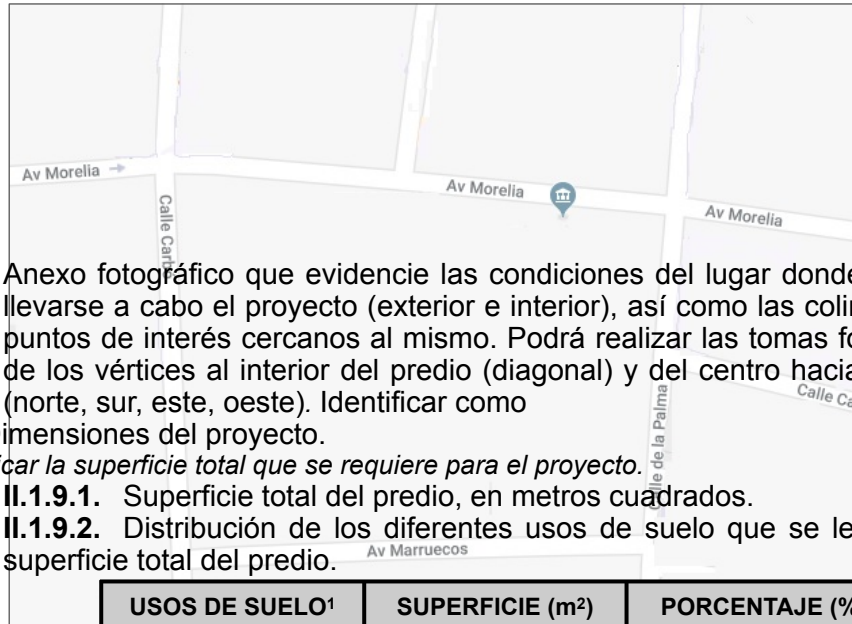 Av Morelia
Av Morelia
Av Morelia
Anexo fotográfico que evidencie las condiciones del lugar donde
llevarse a cabo el proyecto (exterior e interior), así como las
puntos de interés cercanos al mismo. Podrá realizar las tomas
de los vértices al interior del predio (diagonal) y del centro hacia
(norte, sur, este, oeste). Identificar como
imensiones del proyecto.
car la superficie total que se requiere para el proyecto.
Calle de la Palma
II.1.9.1. Superficie total del predio, en metros cuadrados.
II.1.9.2. Distribución de los diferentes usos de suelo que se le
superficie total del predio.
Av Marruecos
USOS DE SUELO¹ SUPERFICIE (m²) PORCENTAJE (%